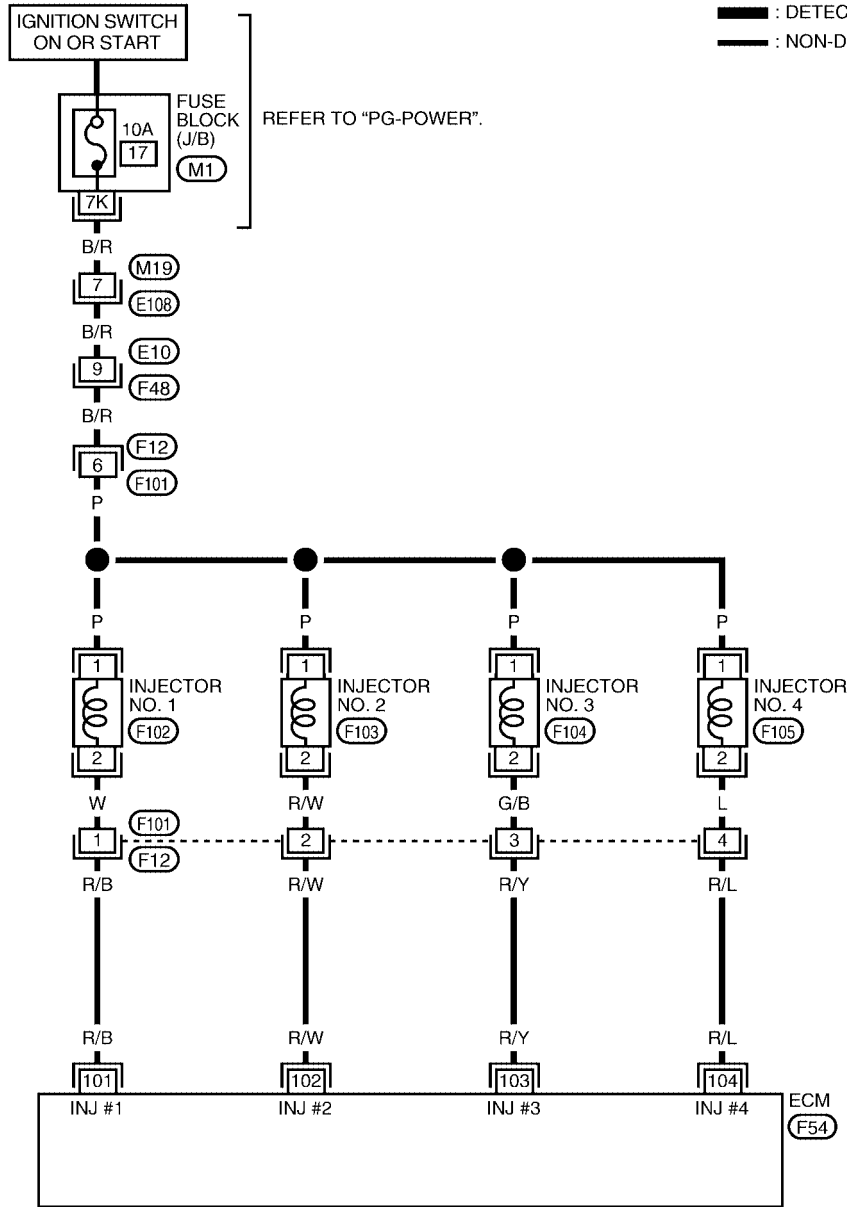 IGNITION SWITCH
ON OR START
: DETEC
: NON-D
FUSE
BLOCK
(J/B)
REFER TO “PG-POWER”.
10A
17
M1
7K
B/R
M19
7
E108
B/R
E10
9
F48
B/R
F12
6
F101
P
P P P P
1 1 1 1
INJECTOR
NO. 1
F102
INJECTOR
NO. 2
F103
INJECTOR
NO. 3
F104
INJECTOR
NO. 4
F105
2 2 2 2
W R/W G/B L
F101
1 2 3 4
F12
R/B R/W R/Y R/L
R/B R/W R/Y R/L
101 102 103 104
INJ #1 INJ #2 INJ #3 INJ #4
ECM
F54